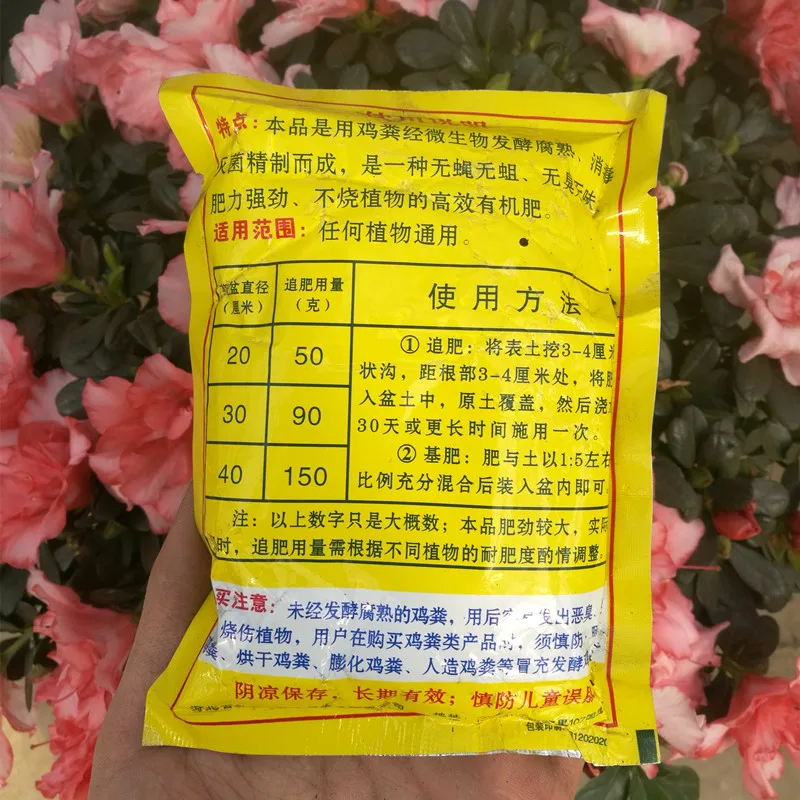 特点：本品是用鸡粪经微生物发酵腐熟、消毒
灭菌精制而成，是一种无蝇无蛆、无臭无味、
肥力强劲、不烧植物的高效有机肥。
适用范围：任何植物通用。
盆直径（厘米） 追肥用量（克） 使用方法
20 50
30 90
40 150
①追肥：将表土挖3-4厘米
状沟，距根部3-4厘米处，将肥
入盆土中，原土覆盖，然后浇
30天或更长时间施用一次。
②基肥：肥与土以1:5左右
比例充分混合后装入盆内即可
注：以上数字只是大概数；本品肥劲较大，实际
时，追肥用量需根据不同植物的耐肥度酌情调整。
买注意：未经发酵腐熟的鸡粪，用后发出恶臭、
烧伤植物，用户在购买鸡粪类产品时，须慎防
烘干鸡粪、膨化鸡粪、人造鸡粪等冒充发酵
阴凉保存，长期有效；慎防儿童误服